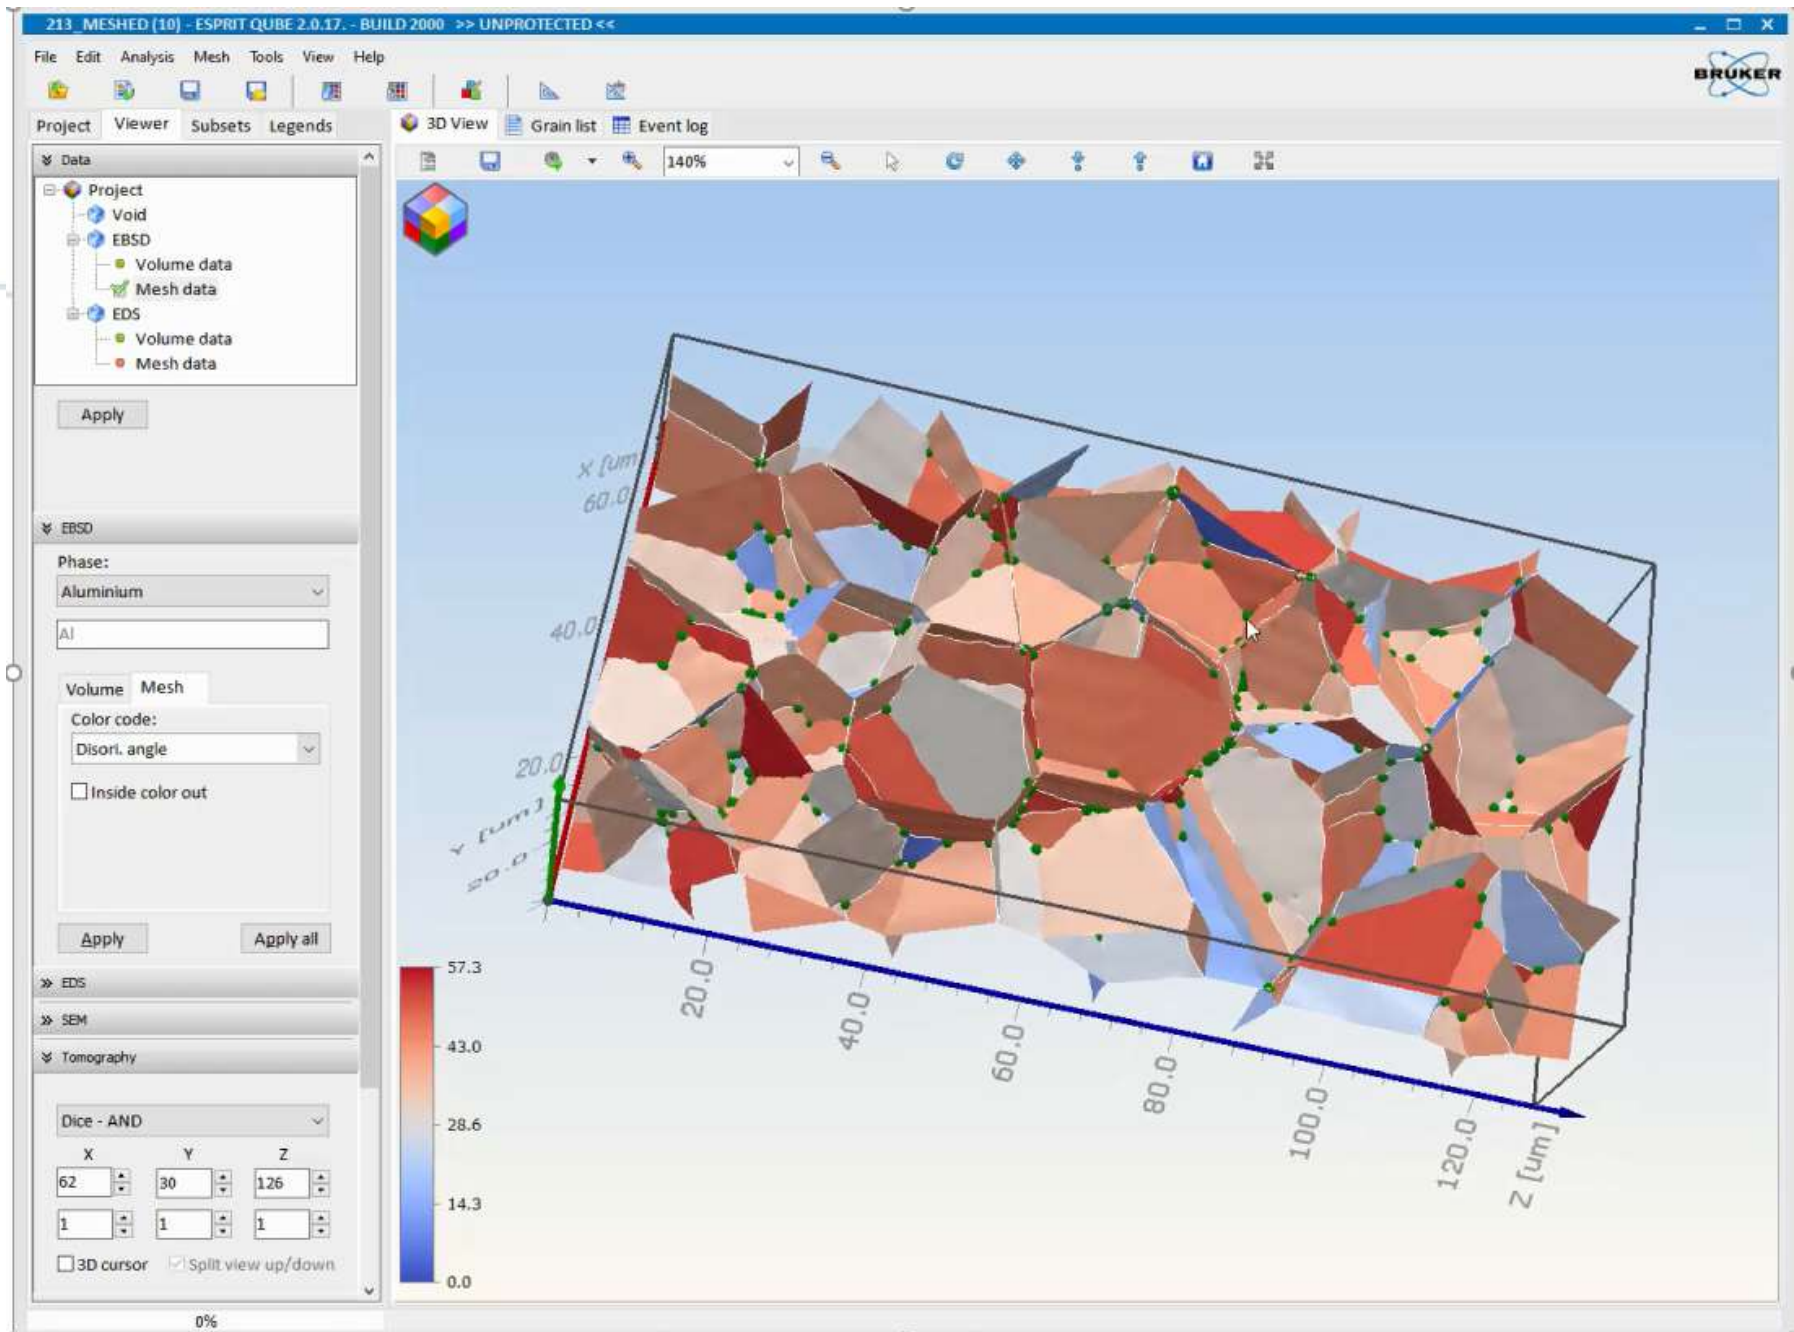 213_MESHED (10) - ESPRIT QUBE 2.0.17. - BUILD 2000 >> UNPROTECTED <<
File Edit Analysis Mesh Tools View Help
BRUKER
Project Viewer Subsets Legends
3D View Grain list Event log
Data
140%
Project
Void
EBSD
Volume data
Mesh data
EDS
Volume data
Mesh data
Apply
EBSD
Phase:
Aluminium
Al
Volume Mesh
Color code:
Disori. angle
Inside color out
Apply Apply all
EDS
SEM
Tomography
Dice - AND
X Y Z
62 30 126
1 1 1
3D cursor Split view up/down
0%
X [um
60.0
40.0
20.0
Y [um]
20.0
20.0
40.0
60.0
80.0
100.0
120.0
Z [um]
57.3
43.0
28.6
14.3
0.0